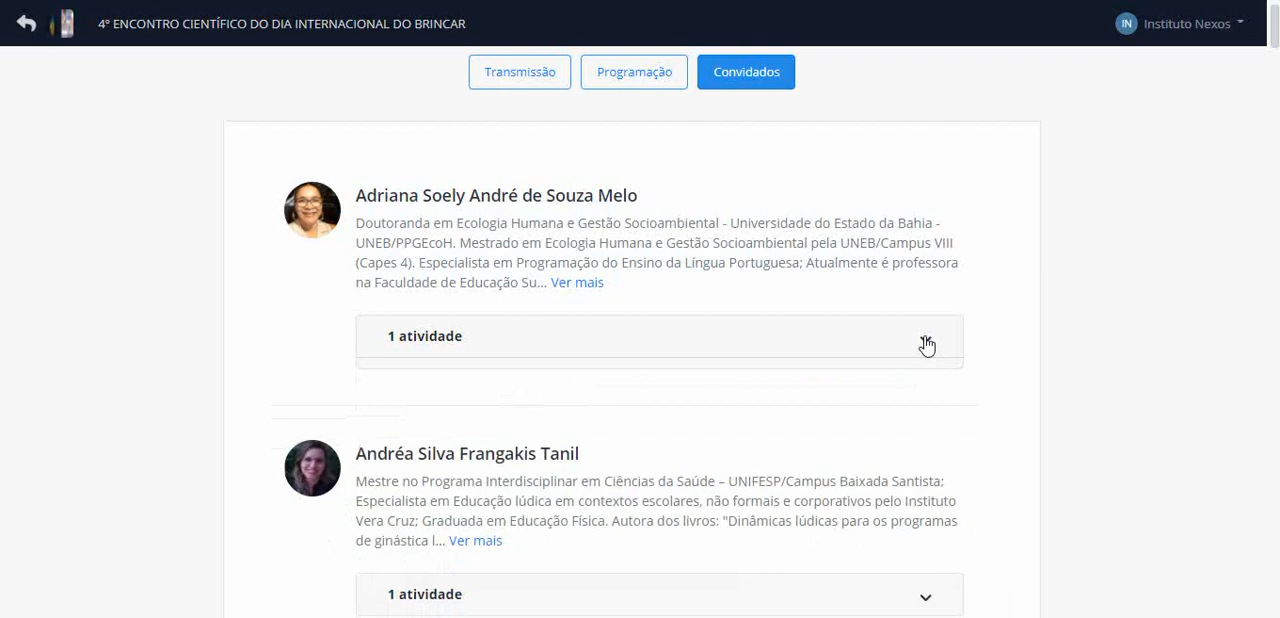 4º ENCONTRO CIENTÍFICO DO DIA INTERNACIONAL DO BRINCAR
IN Instituto Nexos
Transmissão Programação Convidados
Adriana Soely André de Souza Melo
Doutoranda em Ecologia Humana e Gestão Socioambiental - Universidade do Estado da Bahia -
UNEB/PPGEcoH. Mestrado em Ecologia Humana e Gestão Socioambiental pela UNEB/Campus VIII
(Capes 4). Especialista em Programação do Ensino da Língua Portuguesa; Atualmente é professora
na Faculdade de Educação Su... Ver mais
1 atividade
Andréa Silva Frangakis Tanil
Mestre no Programa Interdisciplinar em Ciências da Saúde – UNIFESP/Campus Baixada Santista;
Especialista em Educação lúdica em contextos escolares, não formais e corporativos pelo Instituto
Vera Cruz; Graduada em Educação Física. Autora dos livros: "Dinâmicas lúdicas para os programas
de ginástica l... Ver mais
1 atividade